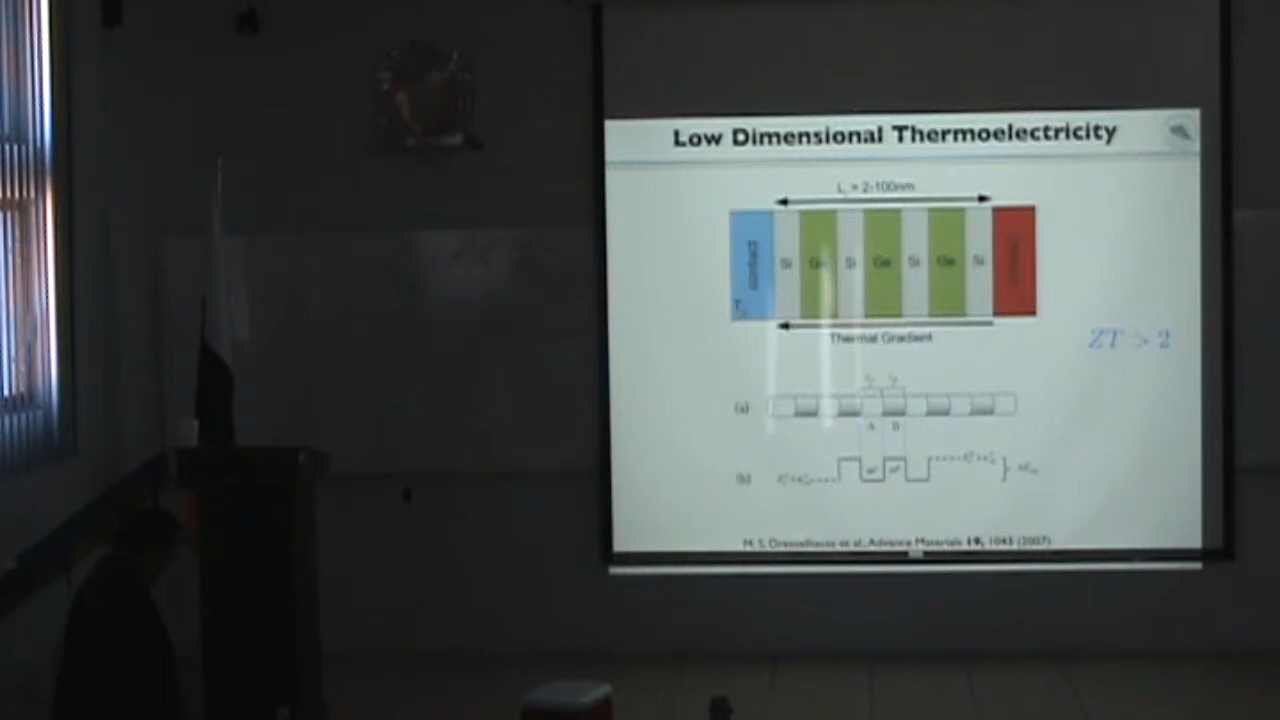 Low Dimensional Thermoelectricity
L = 2-100nm
contact Si Ge Si Ge Si Ge Si
T
Thermal Gradient
ZT > 2
(a)
A B
(b)
M. S. Dresselhauss et al., Advance Materials 19, 1043 (2007)